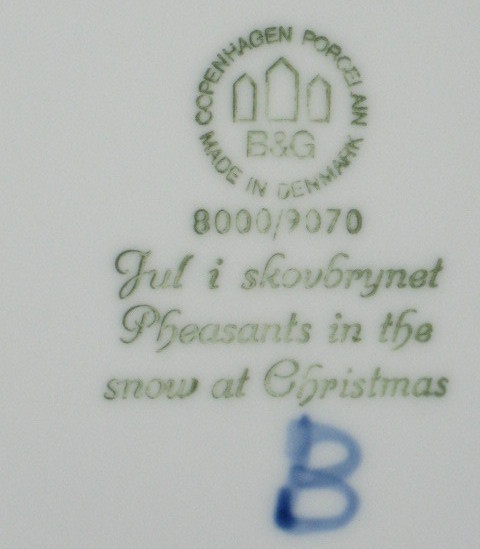 COPENHAGEN PORCELAIN
B&G
MADE IN DENMARK
8000/9070
Jul i skovbrynet
Pheasants in the
snow at Christmas
B